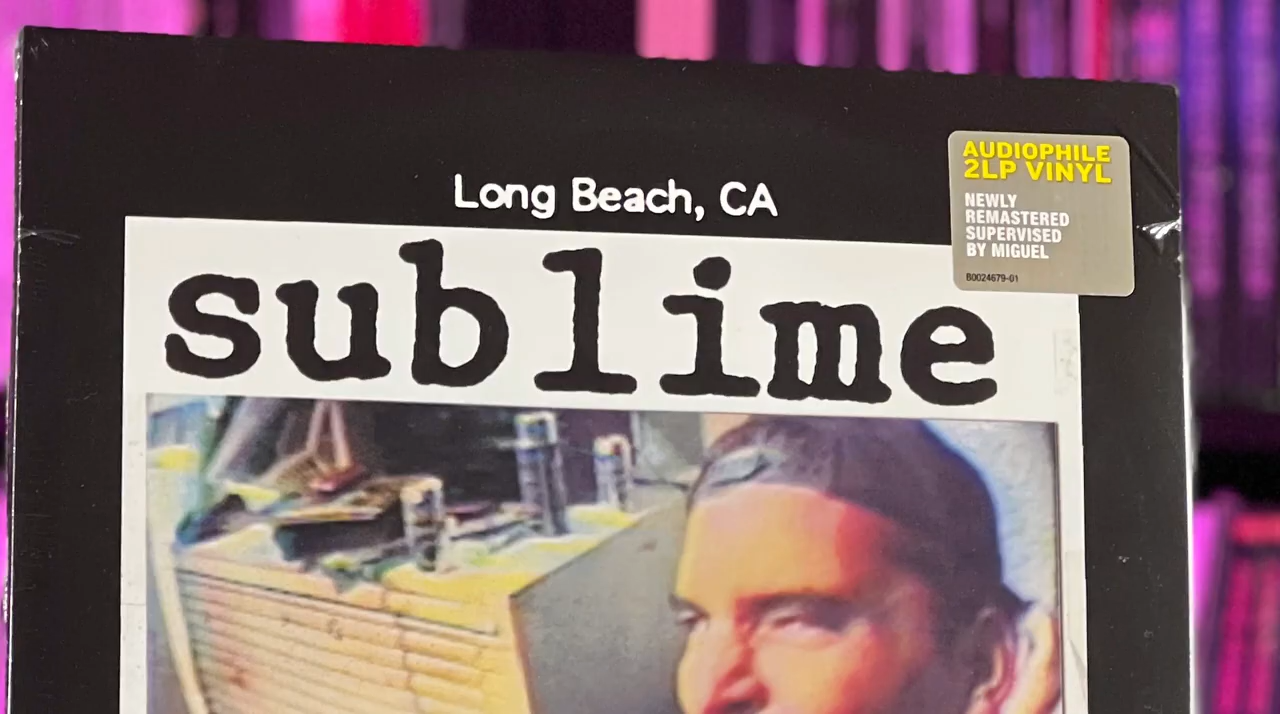 Long Beach, CA
sublime
AUDIOPHILE
2LP VINYL
NEWLY
REMASTERED
SUPERVISED
BY MIGUEL
B0024679-01